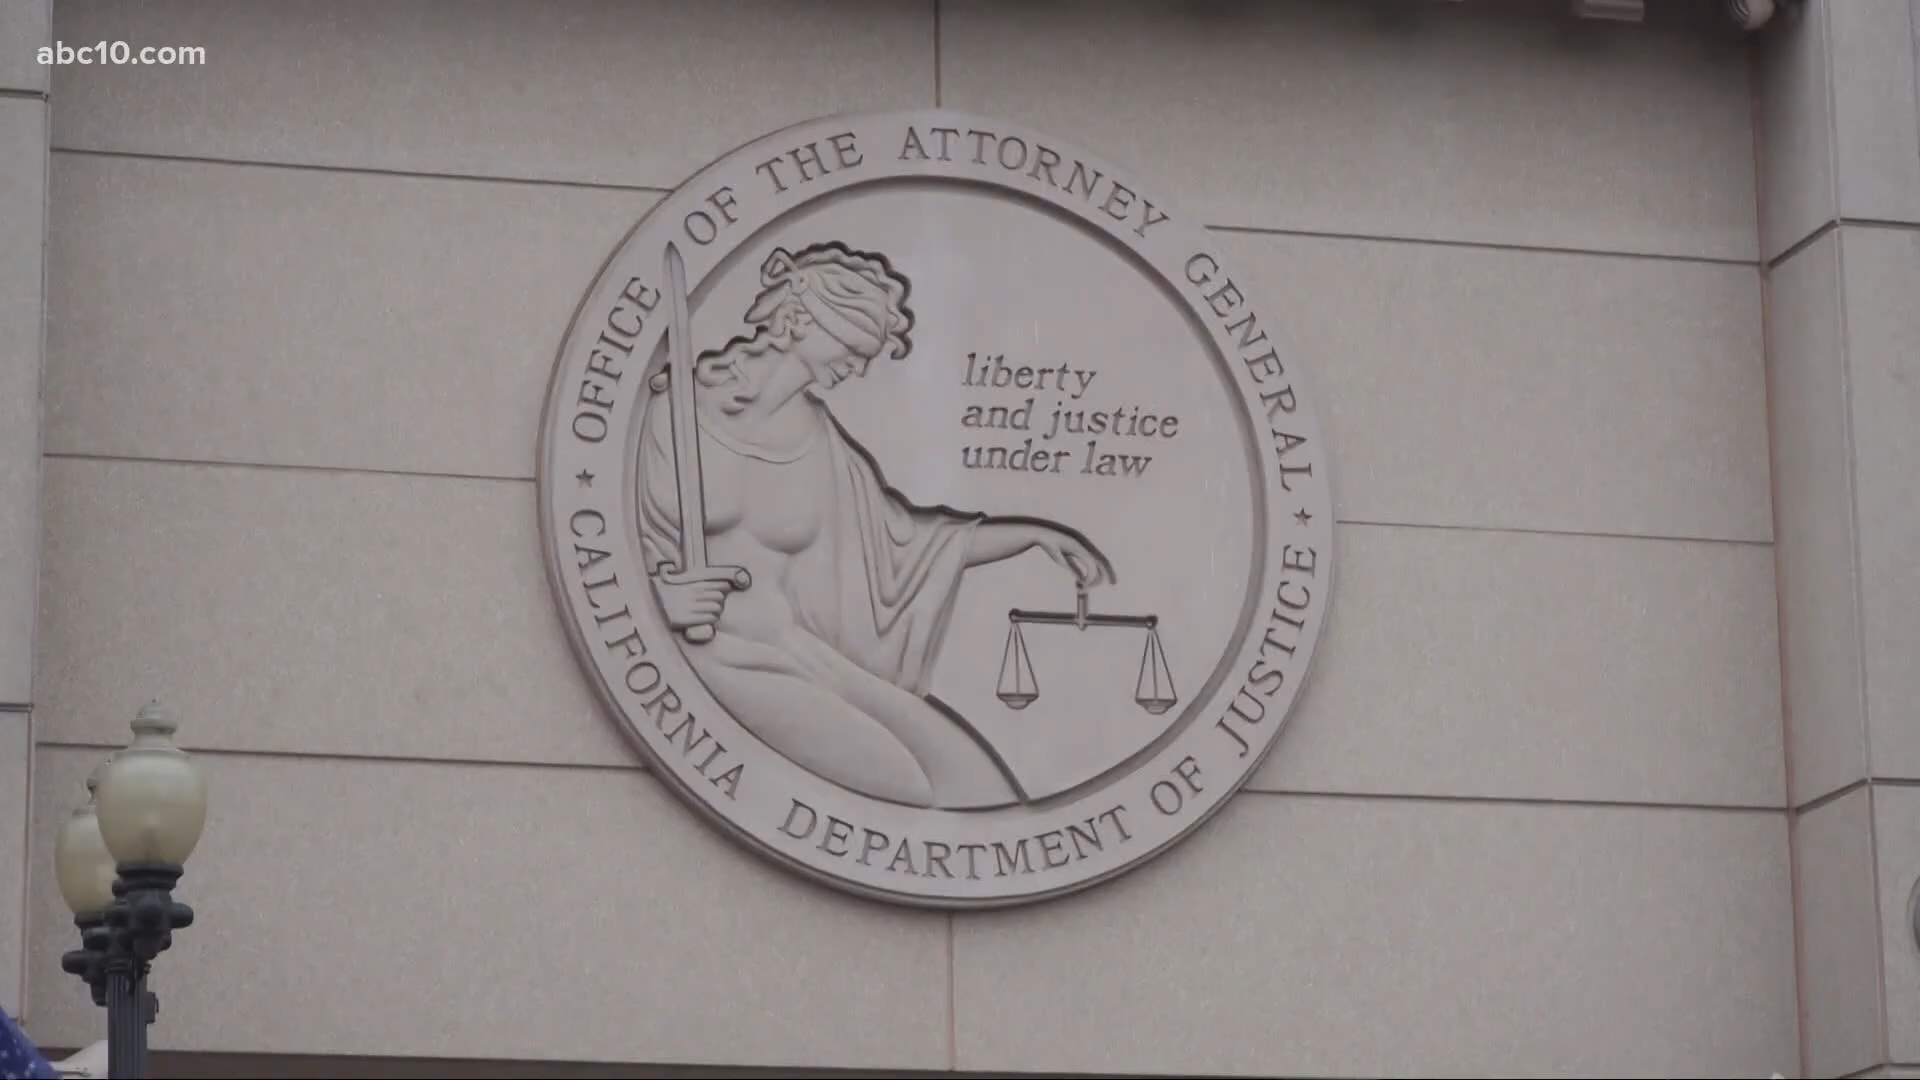 abc10.com
OFFICE OF THE ATTORNEY GENERAL
liberty
and justice
under law
CALIFORNIA DEPARTMENT OF JUSTICE